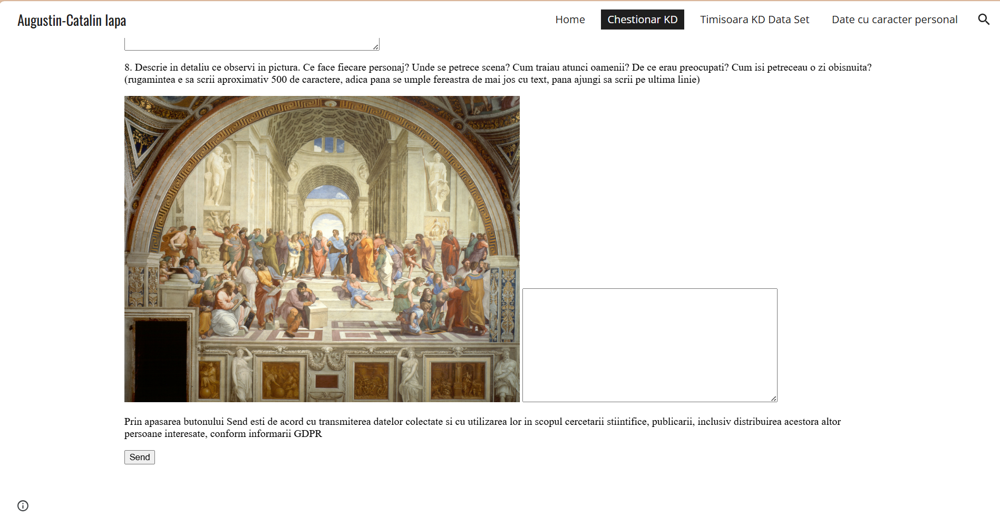 Augustin-Catalin Iapa
Home
Chestionar KD
Timisoara KD Data Set
Date cu caracter personal
8. Descrie in detaliu ce observi in pictura. Ce face fiecare personaj? Unde se petrece scena? Cum traiau atunci oamenii? De ce erau preocupati? Cum isi petreceau o zi obisnuita?
(rugamintea e sa scrii aproximativ 500 de caractere, adica pana se umple fereastra de mai jos cu text, pana ajungi sa scrii pe ultima linie)
Prin apasarea butonului Send esti de acord cu transmiterea datelor colectate si cu utilizarea lor in scopul cercetarii stiintifice, publicarii, inclusiv distribuirea acestora altor
persoane interesate, conform informarii GDPR
Send